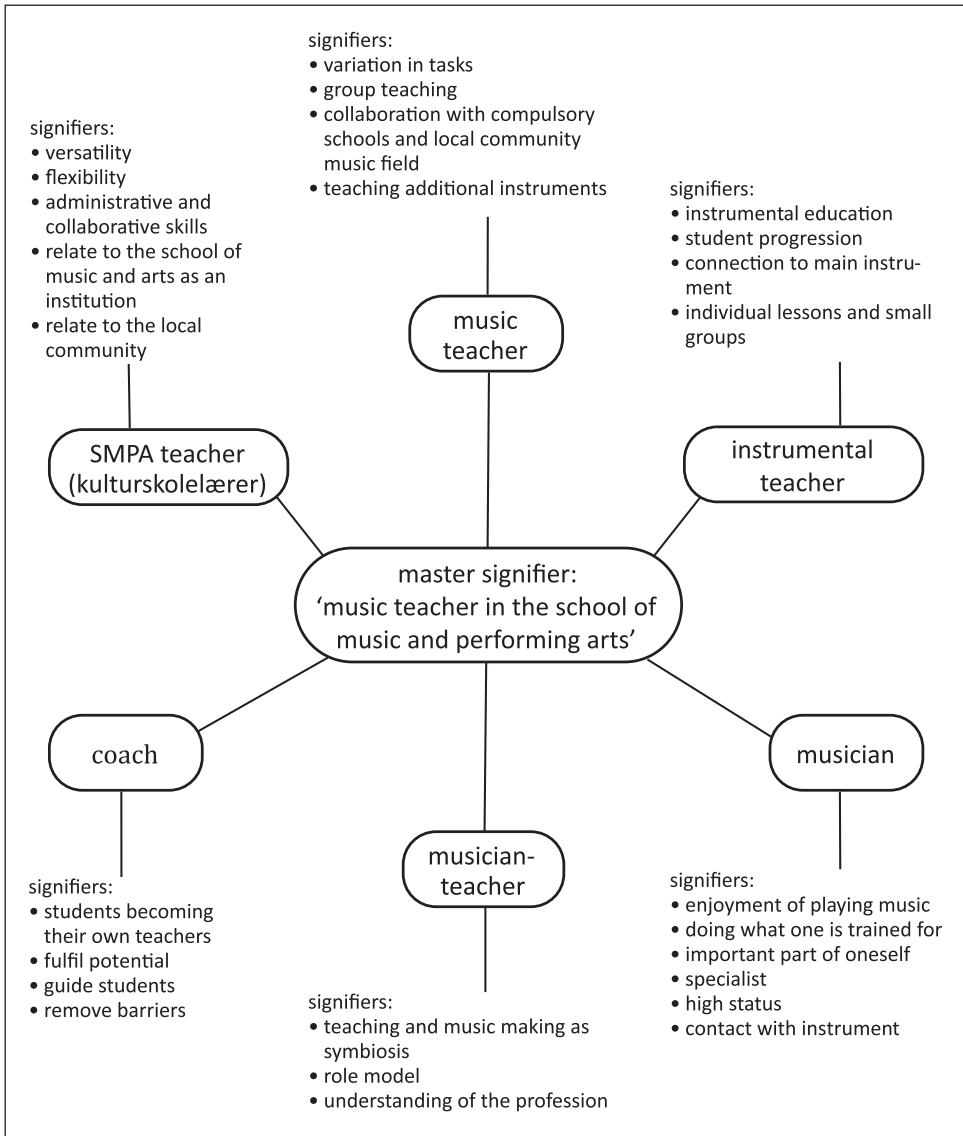 signifiers:
• variation in tasks
• group teaching
• collaboration with compulsory
schools and local community
music field
• teaching additional instruments
signifiers:
• versatility
• flexibility
• administrative and
collaborative skills
• relate to the school of
music and arts as an
institution
• relate to the local
community
signifiers:
• instrumental education
• student progression
• connection to main instru-
ment
• individual lessons and small
groups
music
teacher
SMPA teacher
(kulturskolelærer)
instrumental
teacher
master signifier:
‘music teacher in the school of
music and performing arts’
coach
musician-
teacher
musician
signifiers:
• students becoming
their own teachers
• fulfil potential
• guide students
• remove barriers
signifiers:
• teaching and music making as
symbiosis
• role model
• understanding of the profession
signifiers:
• enjoyment of playing music
• doing what one is trained for
• important part of oneself
• specialist
• high status
• contact with instrument